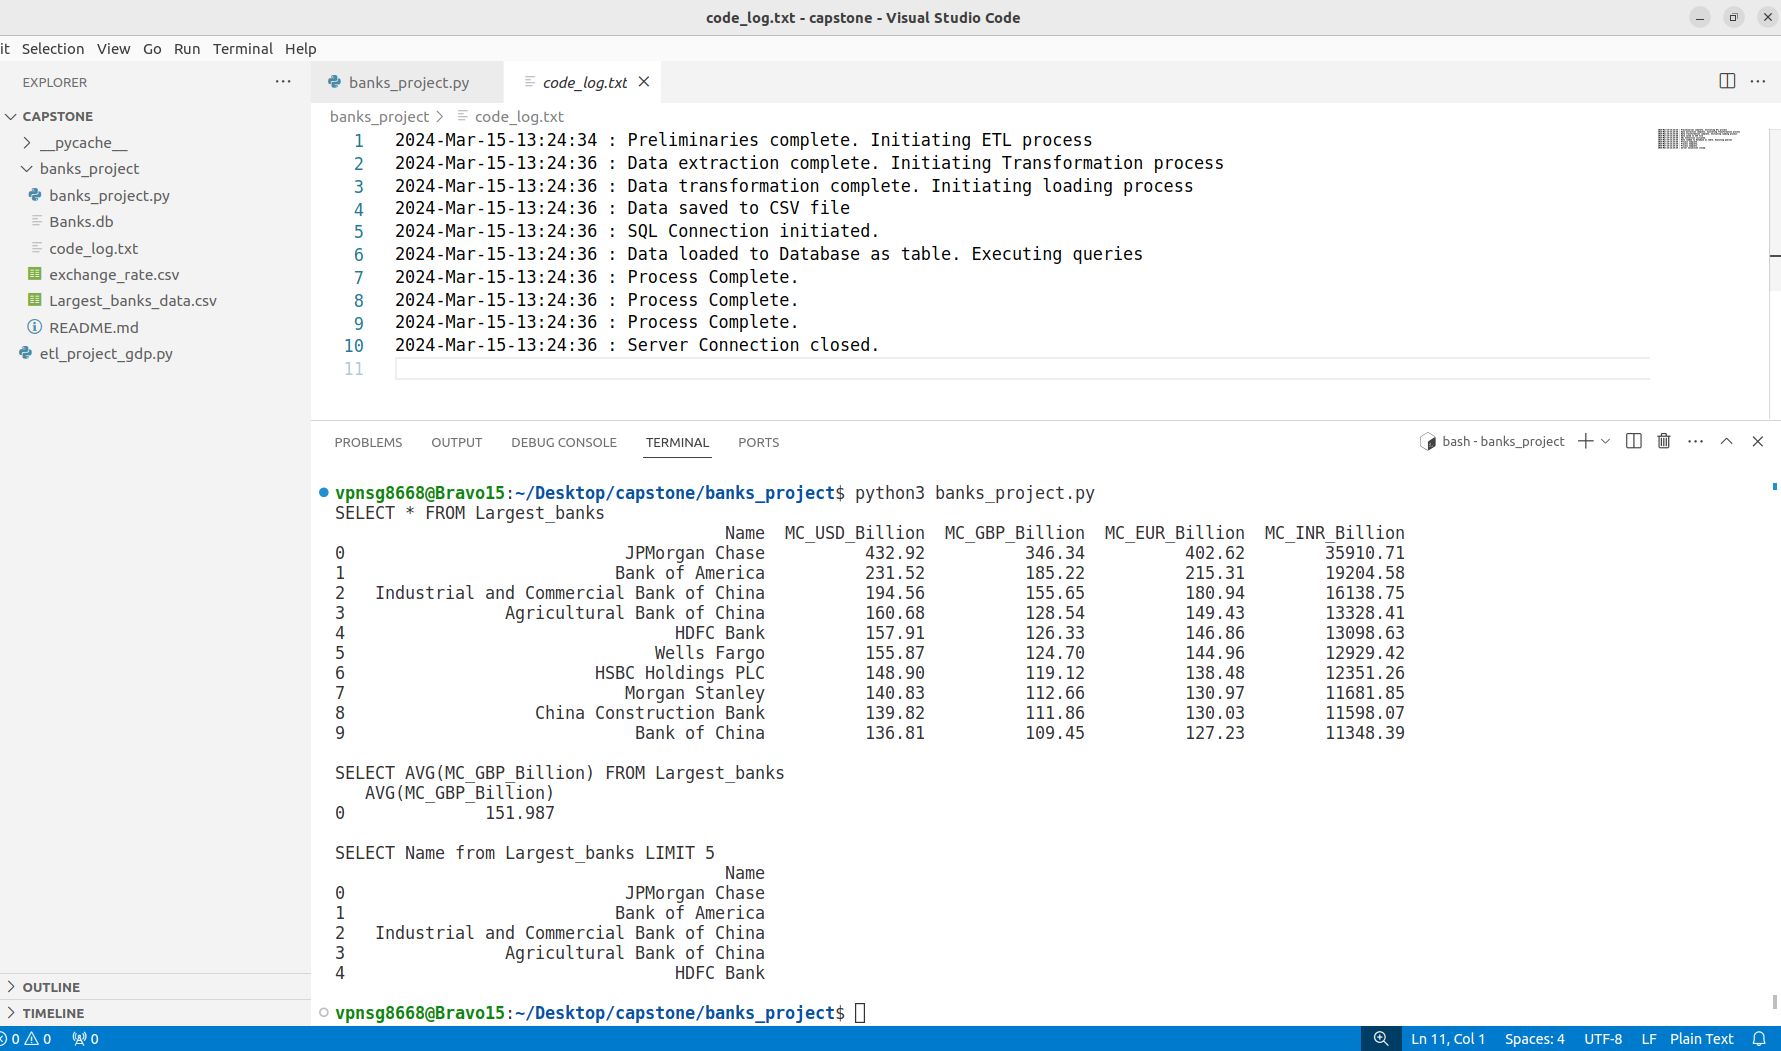 code_log.txt - capstone - Visual Studio Code
it Selection View Go Run Terminal Help
EXPLORER
CAPSTONE
__pycache__
banks_project
banks_project.py
Banks.db
code_log.txt
exchange_rate.csv
Largest_banks_data.csv
README.md
etl_project_gdp.py
OUTLINE
TIMELINE
banks_project.py code_log.txt
banks_project > code_log.txt
1 2024-Mar-15-13:24:34 : Preliminaries complete. Initiating ETL process
2 2024-Mar-15-13:24:36 : Data extraction complete. Initiating Transformation process
3 2024-Mar-15-13:24:36 : Data transformation complete. Initiating loading process
4 2024-Mar-15-13:24:36 : Data saved to CSV file
5 2024-Mar-15-13:24:36 : SQL Connection initiated.
6 2024-Mar-15-13:24:36 : Data loaded to Database as table. Executing queries
7 2024-Mar-15-13:24:36 : Process Complete.
8 2024-Mar-15-13:24:36 : Process Complete.
9 2024-Mar-15-13:24:36 : Process Complete.
10 2024-Mar-15-13:24:36 : Server Connection closed.
11
PROBLEMS OUTPUT DEBUG CONSOLE TERMINAL PORTS bash - banks_project
vpnsg8668@Bravo15:~/Desktop/capstone/banks_project$ python3 banks_project.py
SELECT * FROM Largest_banks
Name MC_USD_Billion MC_GBP_Billion MC_EUR_Billion MC_INR_Billion
0 JPMorgan Chase 432.92 346.34 402.62 35910.71
1 Bank of America 231.52 185.22 215.31 19204.58
2 Industrial and Commercial Bank of China 194.56 155.65 180.94 16138.75
3 Agricultural Bank of China 160.68 128.54 149.43 13328.41
4 HDFC Bank 157.91 126.33 146.86 13098.63
5 Wells Fargo 155.87 124.70 144.96 12929.42
6 HSBC Holdings PLC 148.90 119.12 138.48 12351.26
7 Morgan Stanley 140.83 112.66 130.97 11681.85
8 China Construction Bank 139.82 111.86 130.03 11598.07
9 Bank of China 136.81 109.45 127.23 11348.39
SELECT AVG(MC_GBP_Billion) FROM Largest_banks
AVG(MC_GBP_Billion)
0 151.987
SELECT Name from Largest_banks LIMIT 5
Name
0 JPMorgan Chase
1 Bank of America
2 Industrial and Commercial Bank of China
3 Agricultural Bank of China
4 HDFC Bank
vpnsg8668@Bravo15:~/Desktop/capstone/banks_project$
0 0 0 Ln 11, Col 1 Spaces: 4 UTF-8 LF Plain Text